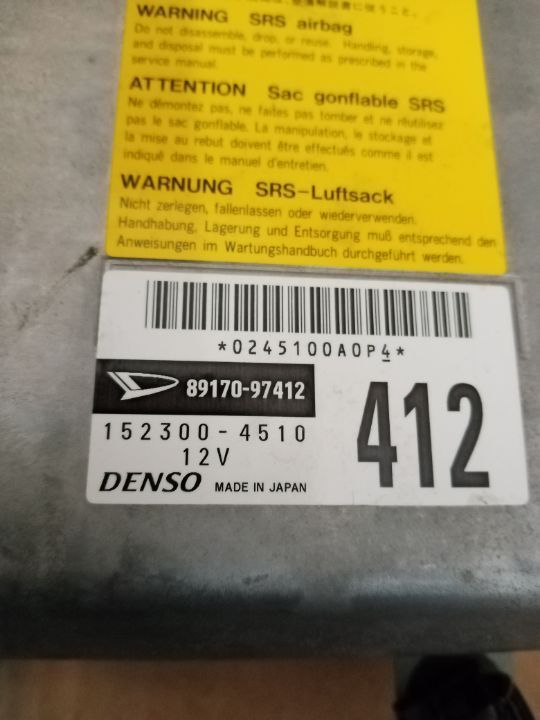 WARNING SRS airbag
Do not disassemble, drop, or reuse. Handling, storage,
and disposal must be performed as prescribed in the
service manual.
ATTENTION Sac gonflable SRS
Ne démontez pas, ne faites pas tomber et ne réutilisez
pas le sac gonflable. La manipulation, le stockage et
la mise au rebut doivent être effectués comme il est
indiqué dans le manuel d'entretien.
WARNUNG SRS-Luftsack
Nicht zerlegen, fallenlassen oder wiederverwenden.
Handhabung, Lagerung und Entsorgung muß entsprechend den
Anweisungen im Wartungshandbuch durchgeführt werden.
*0245100A0P4*
89170-97412
412
152300-4510
12V
DENSO MADE IN JAPAN